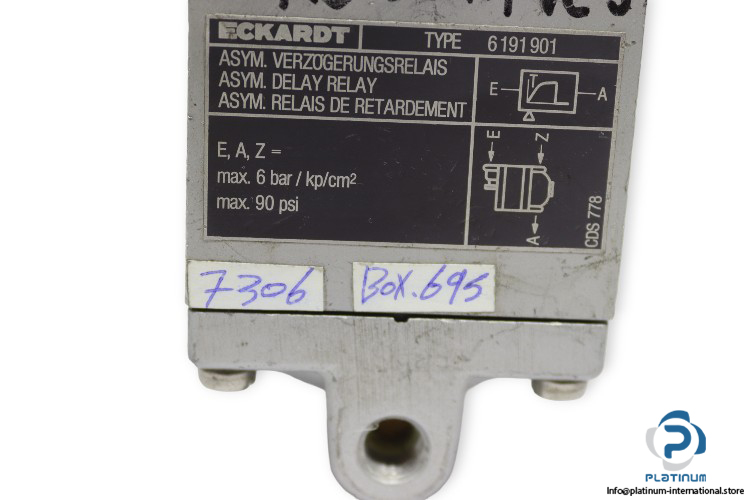 ECKARDT TYPE 6191901
ASYM. VERZÖGERUNGSRELAIS
ASYM. DELAY RELAY
ASYM. RELAIS DE RETARDEMENT
E T A
E Z
E, A, Z =
max. 6 bar / kp/cm²
max. 90 psi
A
CDS 778
7306 BOX.695
PLATINUM
Info@platinum-international.store